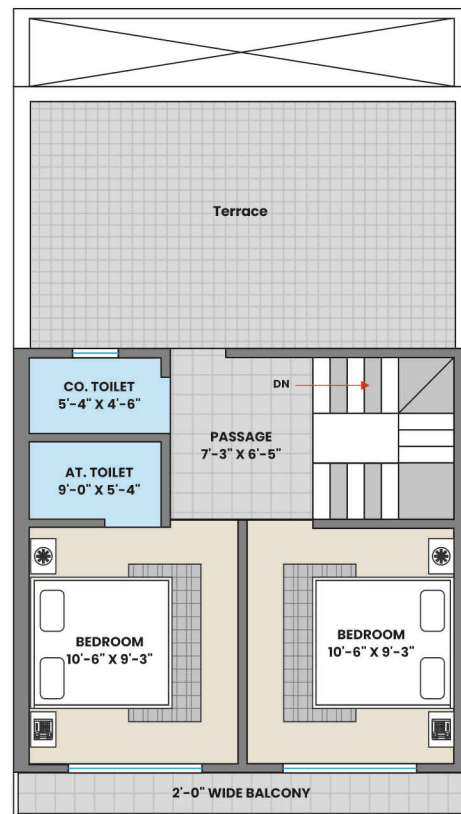 Terrace
CO. TOILET
5'-4" X 4'-6"
DN
PASSAGE
7'-3" X 6'-5"
AT. TOILET
9'-0" X 5'-4"
BEDROOM
10'-6" X 9'-3"
BEDROOM
10'-6" X 9'-3"
2'-0" WIDE BALCONY